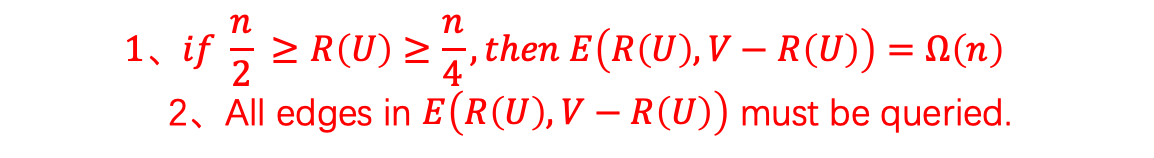 1、if n/2 ≥ R(U) ≥ n/4, then E(R(U), V − R(U)) = Ω(n)
2、All edges in E(R(U), V − R(U)) must be queried.